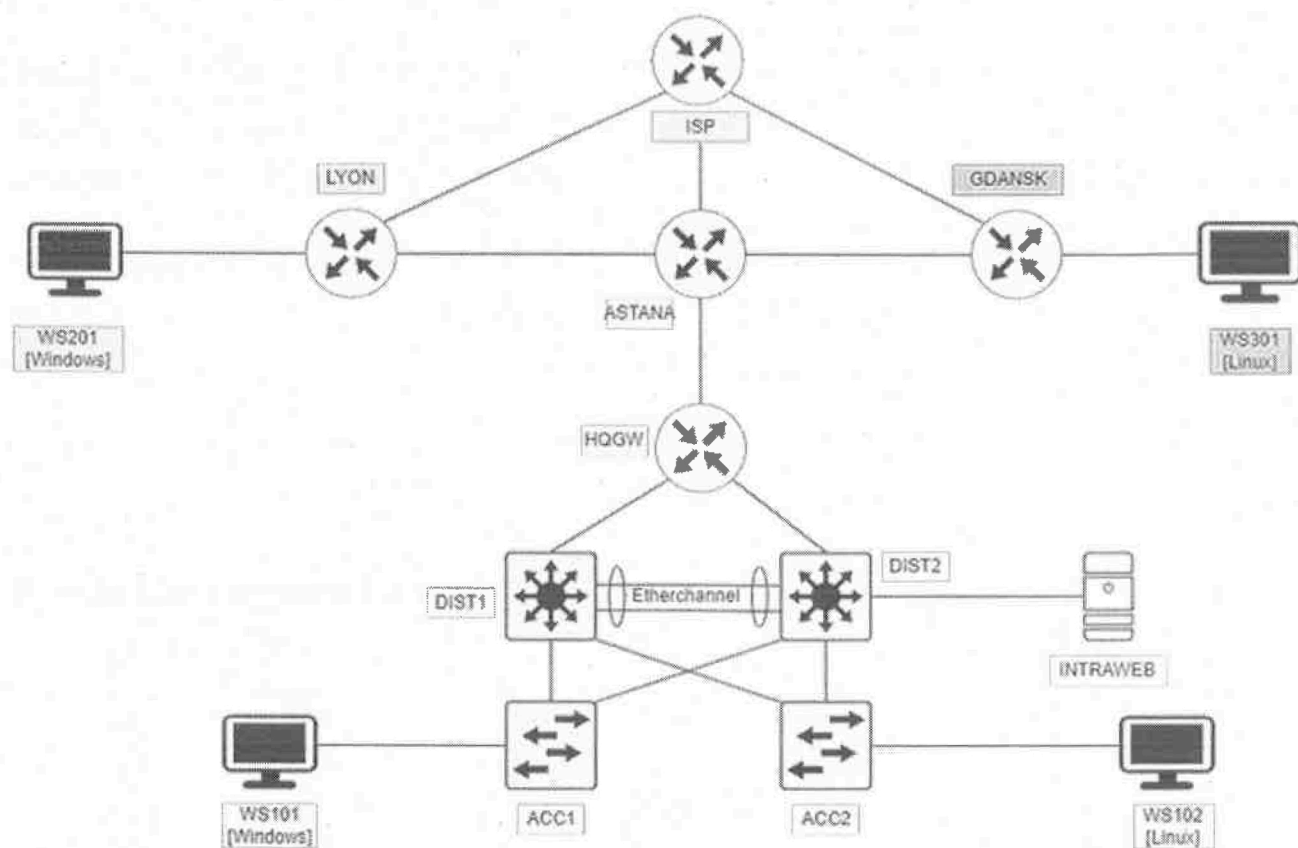 ISP
LYON
GDANSK
WS201
[Windows]
ASTANA
WS301
[Linux]
HQGW
DIST2
DIST1
Etherchannel
INTRAWEB
WS101
[Windows]
ACC1
ACC2
WS102
[Linux]